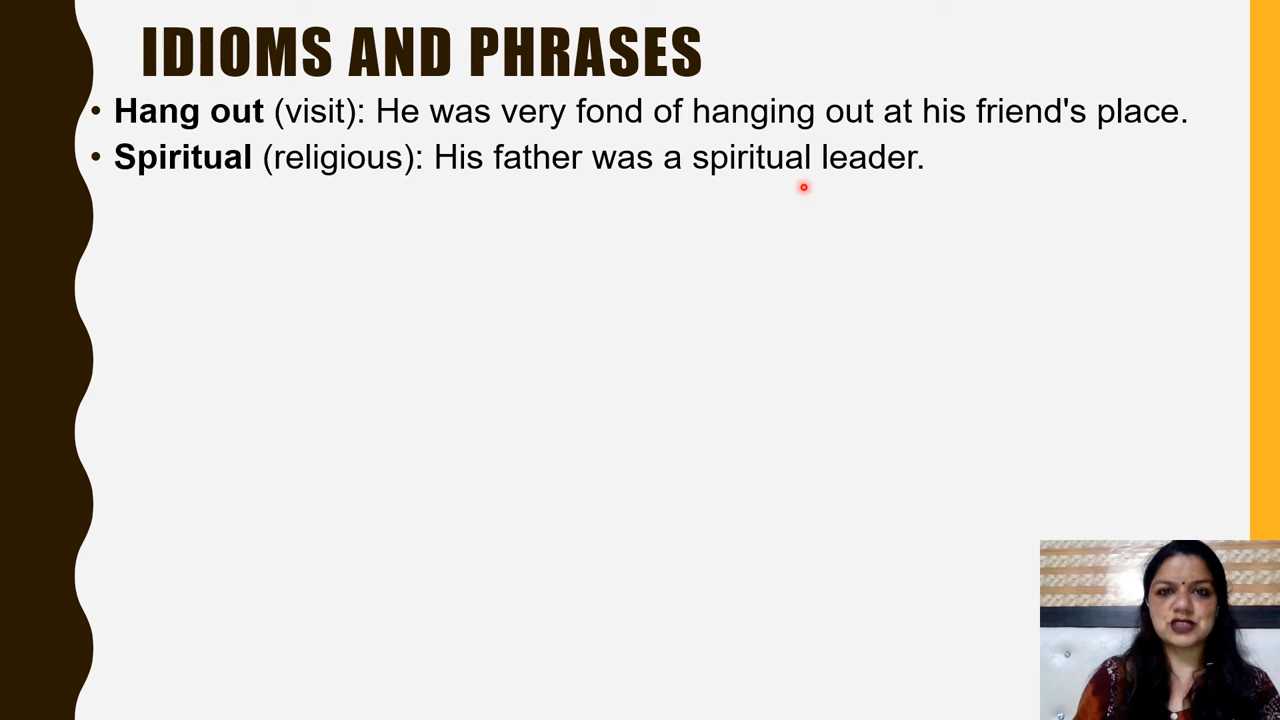 IDIOMS AND PHRASES
• Hang out (visit): He was very fond of hanging out at his friend's place.
• Spiritual (religious): His father was a spiritual leader.